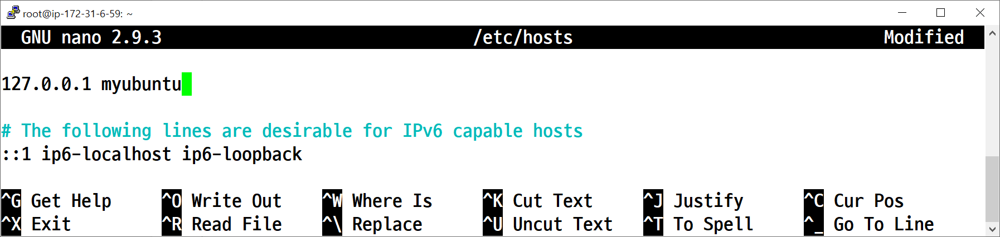 root@ip-172-31-6-59: ~
GNU nano 2.9.3 /etc/hosts Modified
127.0.0.1 myubuntu
# The following lines are desirable for IPv6 capable hosts
::1 ip6-localhost ip6-loopback
^G Get Help ^O Write Out ^W Where Is ^K Cut Text ^J Justify ^C Cur Pos
^X Exit ^R Read File ^\ Replace ^U Uncut Text ^T To Spell ^_ Go To Line